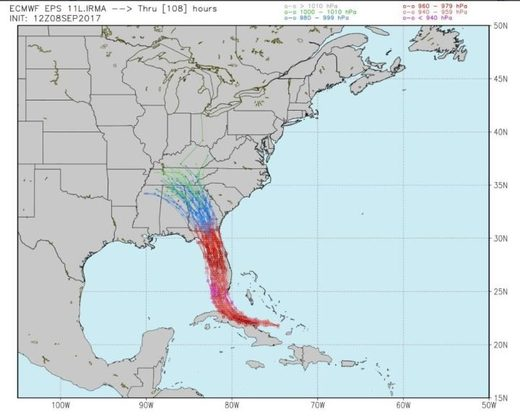 ECMWF EPS 11L.IRMA --> Thru [108] hours
INIT: 12Z08SEP2017
> 1010 hPa
1000 - 1010 hPa
980 - 999 hPa
960 - 979 hPa
940 - 959 hPa
< 940 hPa
50N
45N
40N
35N
30N
25N
20N
15N
100W
90W
80W
70W
60W